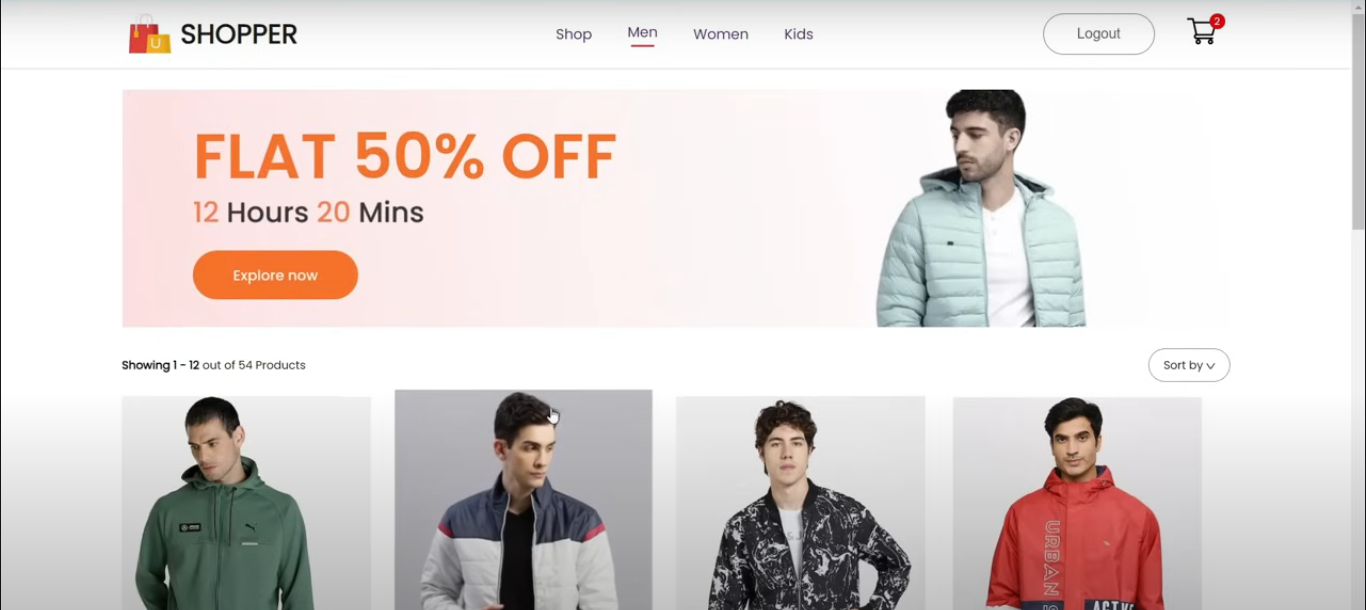 SHOPPER
Shop Men Women Kids
Logout
2
FLAT 50% OFF
12 Hours 20 Mins
Explore now
Showing 1 - 12 out of 54 Products
Sort by
URBAN
ACTIVE